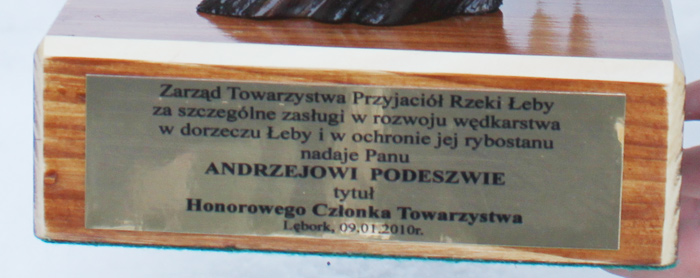 Zarząd Towarzystwa Przyjaciół Rzeki Łeby
za szczególne zasługi w rozwoju wędkarstwa
w dorzeczu Łeby i w ochronie jej rybostanu
nadaje Panu
ANDRZEJOWI PODESZWIE
tytuł
Honorowego Członka Towarzystwa
Lębork, 09.01.2010r.